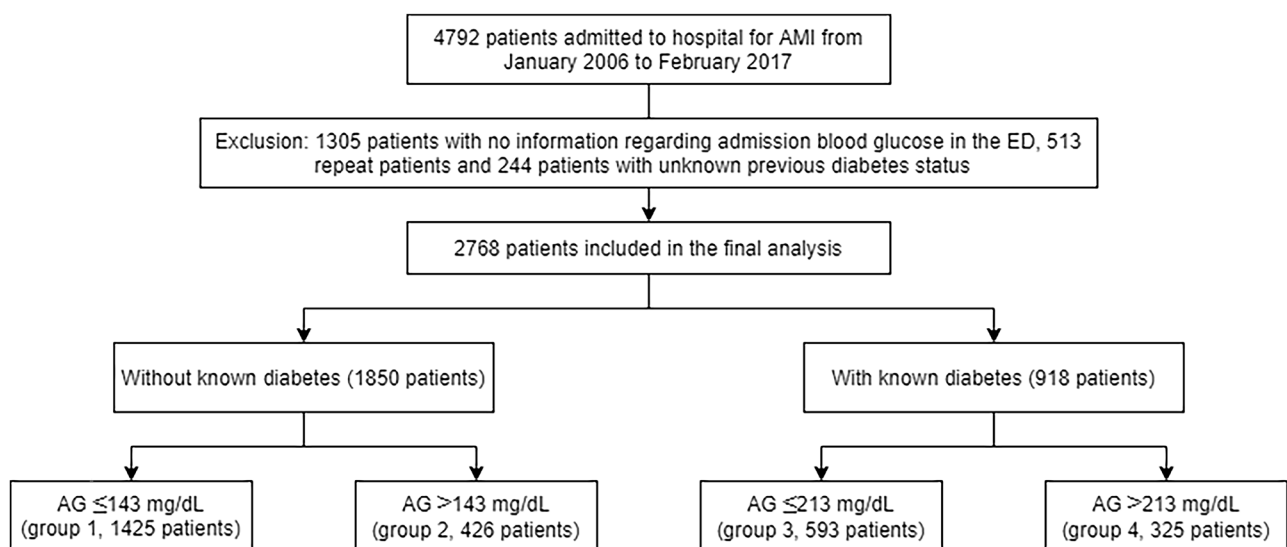 4792 patients admitted to hospital for AMI from
January 2006 to February 2017
Exclusion: 1305 patients with no information regarding admission blood glucose in the ED, 513
repeat patients and 244 patients with unknown previous diabetes status
2768 patients included in the final analysis
Without known diabetes (1850 patients)
With known diabetes (918 patients)
AG ≤143 mg/dL
(group 1, 1425 patients)
AG >143 mg/dL
(group 2, 426 patients)
AG ≤213 mg/dL
(group 3, 593 patients)
AG >213 mg/dL
(group 4, 325 patients)